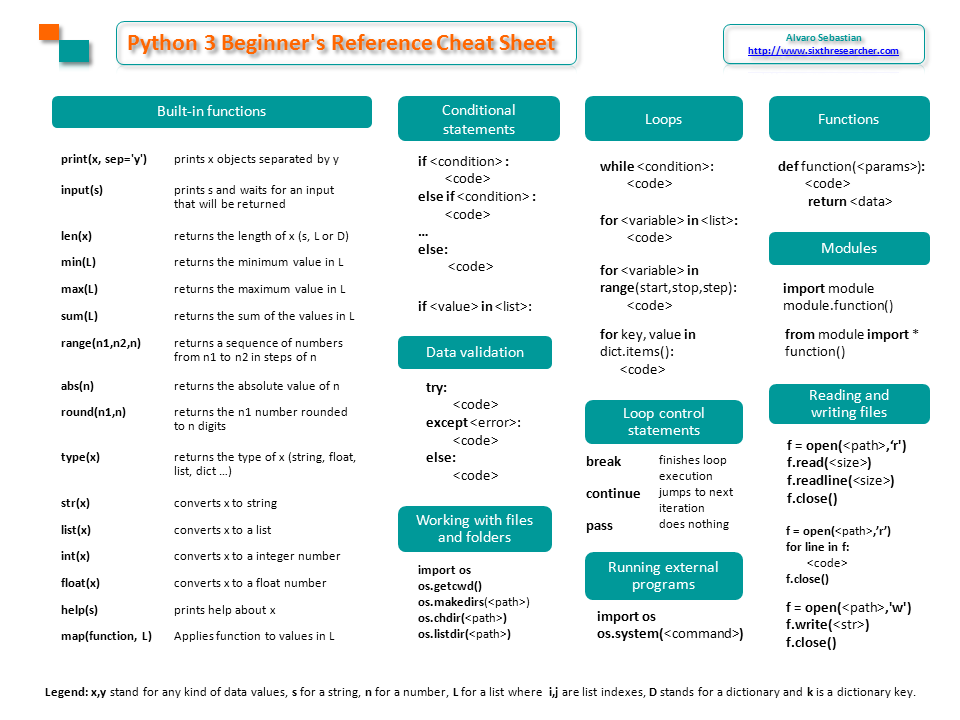 Python 3 Beginner's Reference Cheat Sheet
Alvaro Sebastian
http://www.sixthresearcher.com
Built-in functions
print(x, sep='y') prints x objects separated by y
input(s) prints s and waits for an input
that will be returned
len(x) returns the length of x (s, L or D)
min(L) returns the minimum value in L
max(L) returns the maximum value in L
sum(L) returns the sum of the values in L
range(n1,n2,n) returns a sequence of numbers
from n1 to n2 in steps of n
abs(n) returns the absolute value of n
round(n1,n) returns the n1 number rounded
to n digits
type(x) returns the type of x (string, float,
list, dict …)
str(x) converts x to string
list(x) converts x to a list
int(x) converts x to a integer number
float(x) converts x to a float number
help(s) prints help about x
map(function, L) Applies function to values in L
Conditional
statements
if <condition> :
<code>
else if <condition> :
<code>
…
else:
<code>
if <value> in <list>:
Data validation
try:
<code>
except <error>:
<code>
else:
<code>
Working with files
and folders
import os
os.getcwd()
os.makedirs(<path>)
os.chdir(<path>)
os.listdir(<path>)
Loops
while <condition>:
<code>
for <variable> in <list>:
<code>
for <variable> in
range(start,stop,step):
<code>
for key, value in
dict.items():
<code>
Loop control
statements
break finishes loop
execution
continue jumps to next
iteration
pass does nothing
Running external
programs
import os
os.system(<command>)
Functions
def function(<params>):
<code>
return <data>
Modules
import module
module.function()
from module import *
function()
Reading and
writing files
f = open(<path>,‘r')
f.read(<size>)
f.readline(<size>)
f.close()
f = open(<path>,’r’)
for line in f:
<code>
f.close()
f = open(<path>,'w')
f.write(<str>)
f.close()
Legend: x,y stand for any kind of data values, s for a string, n for a number, L for a list where i,j are list indexes, D stands for a dictionary and k is a dictionary key.